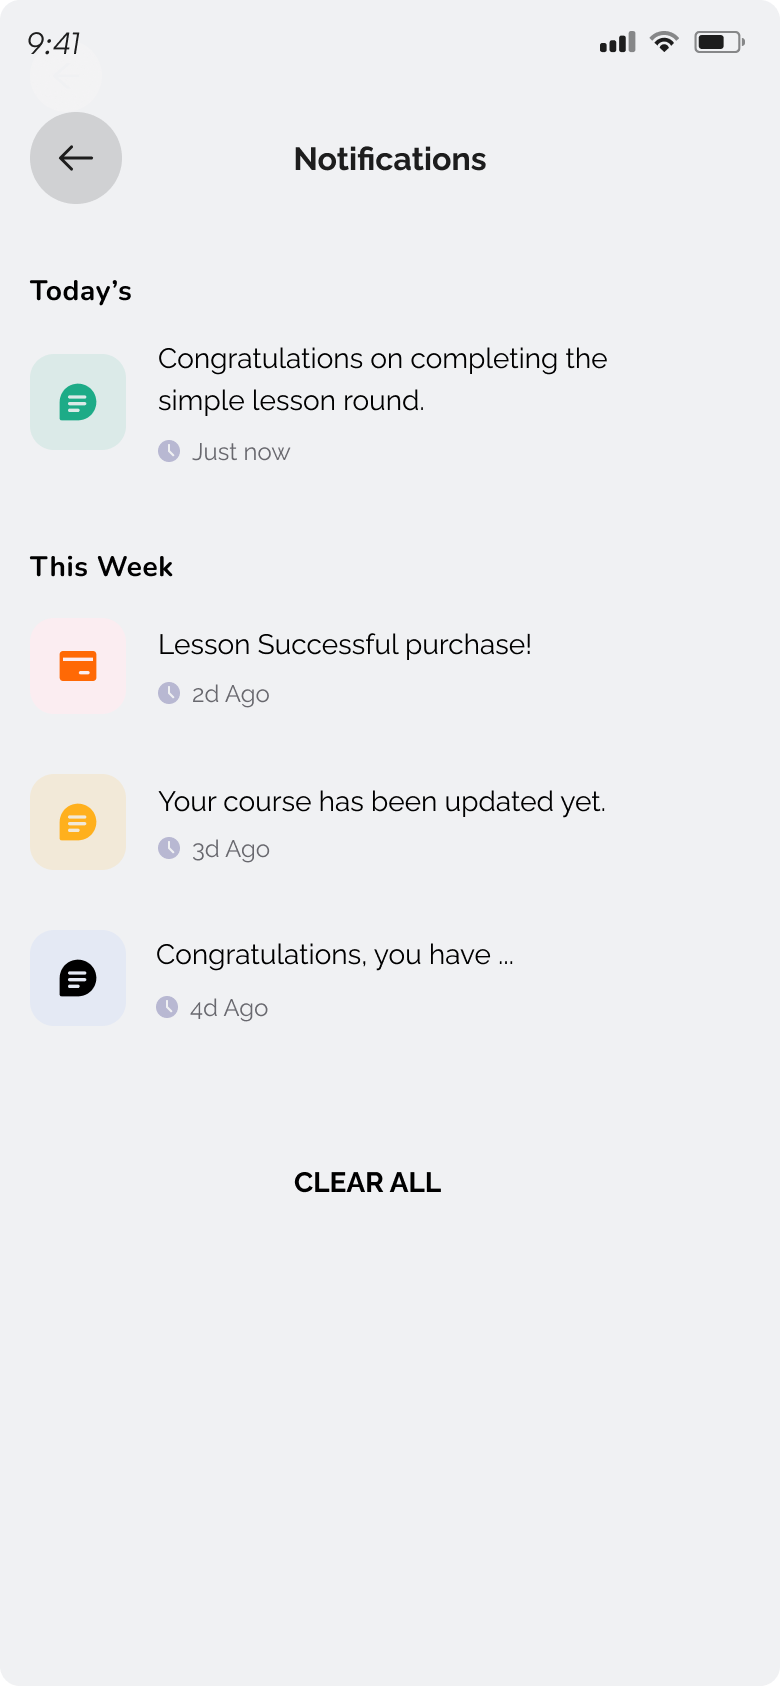 9:41
Notifications
Today’s
Congratulations on completing the
simple lesson round.
Just now
This Week
Lesson Successful purchase!
2d Ago
Your course has been updated yet.
3d Ago
Congratulations, you have ...
4d Ago
CLEAR ALL